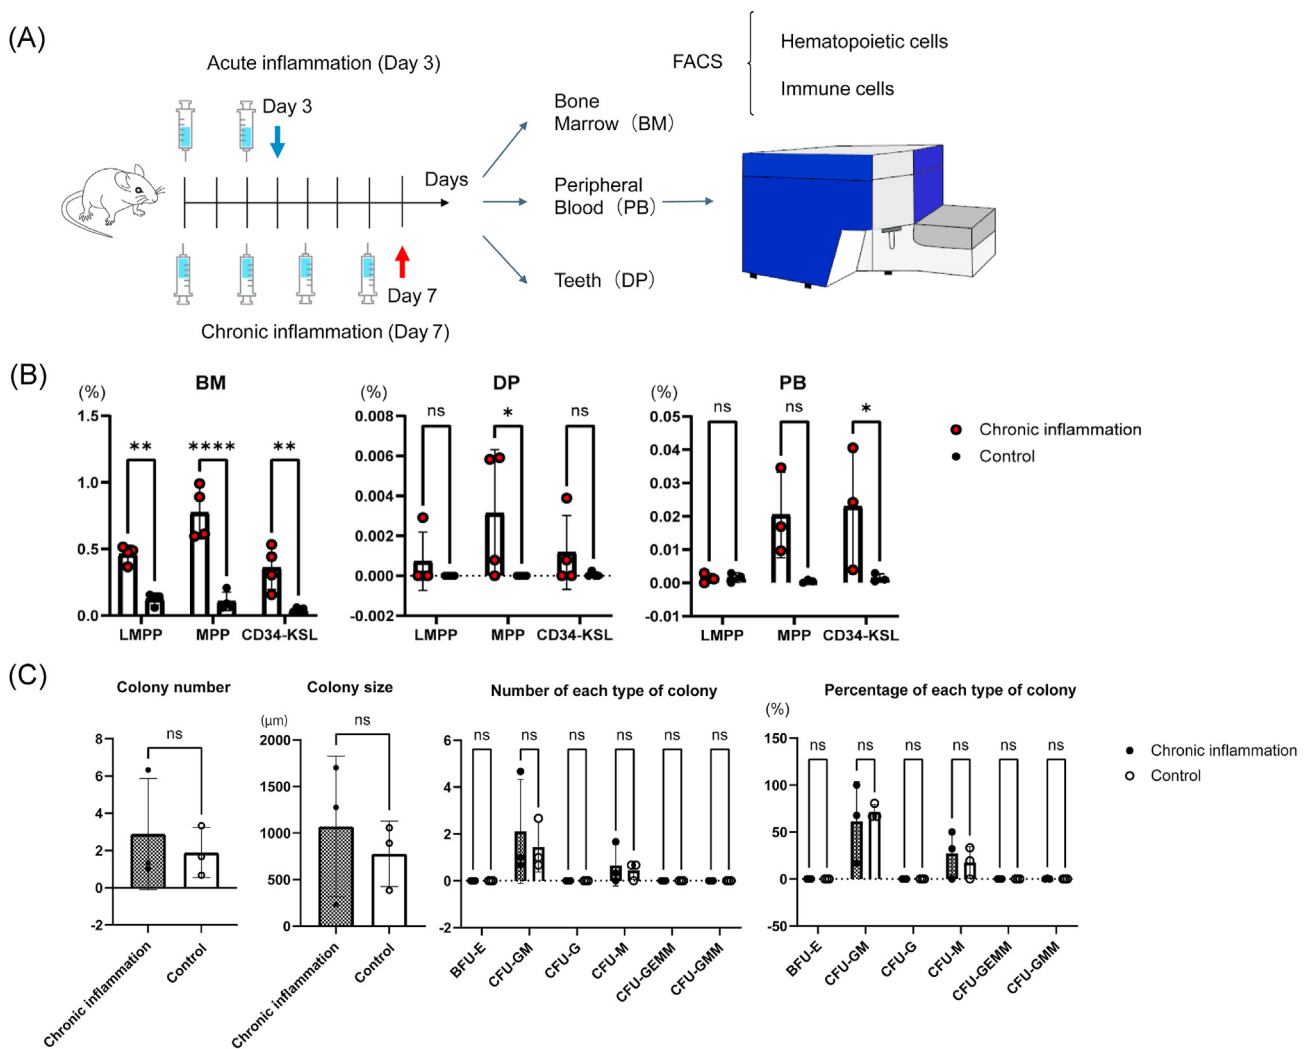 (A)
Acute inflammation (Day 3)
Day 3
Days
Day 7
Chronic inflammation (Day 7)
Bone
Marrow (BM)
Peripheral
Blood (PB)
Teeth (DP)
FACS
Hematopoietic cells
Immune cells
(B)
(%)
BM
1.5
1.0
0.5
0.0
**
****
**
LMPP
MPP
CD34-KSL
(%)
DP
0.008
0.006
0.004
0.002
0.000
-0.002
ns
*
ns
LMPP
MPP
CD34-KSL
(%)
PB
0.05
0.04
0.03
0.02
0.01
0.00
-0.01
ns
ns
*
LMPP
MPP
CD34-KSL
Chronic inflammation
Control
(C)
Colony number
8
6
4
2
0
-2
ns
Chronic inflammation
Control
Colony size
(μm)
2000
1500
1000
500
0
ns
Chronic inflammation
Control
Number of each type of colony
6
4
2
0
-2
ns
ns
ns
ns
ns
ns
BFU-E
CFU-GM
CFU-G
CFU-M
CFU-GEMM
CFU-GMM
Percentage of each type of colony
(%)
150
100
50
0
-50
ns
ns
ns
ns
ns
ns
BFU-E
CFU-GM
CFU-G
CFU-M
CFU-GEMM
CFU-GMM
Chronic inflammation
Control